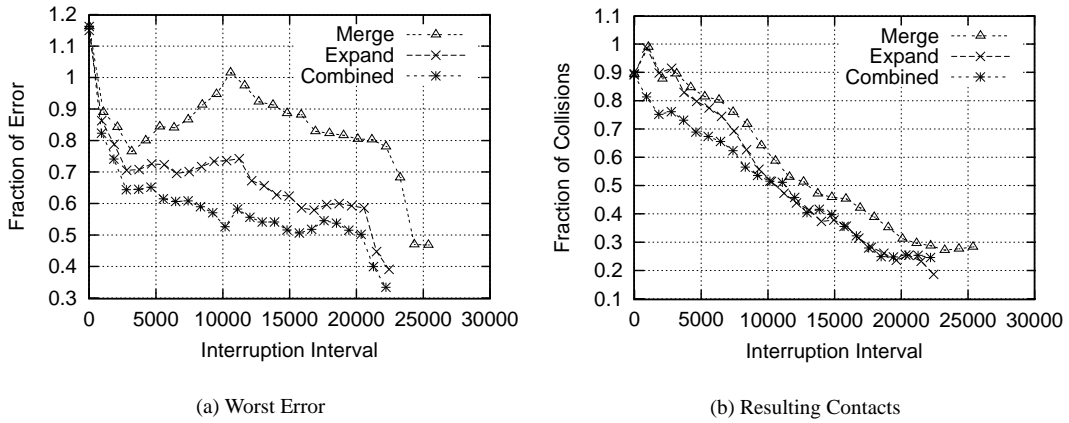 1.2
1.1
1
0.9
0.8
0.7
0.6
0.5
0.4
0.3
0 5000 10000 15000 20000 25000 30000
Fraction of Error
Interruption Interval
Merge
Expand
Combined
(a) Worst Error
1.1
1
0.9
0.8
0.7
0.6
0.5
0.4
0.3
0.2
0.1
0 5000 10000 15000 20000 25000 30000
Fraction of Collisions
Interruption Interval
Merge
Expand
Combined
(b) Resulting Contacts